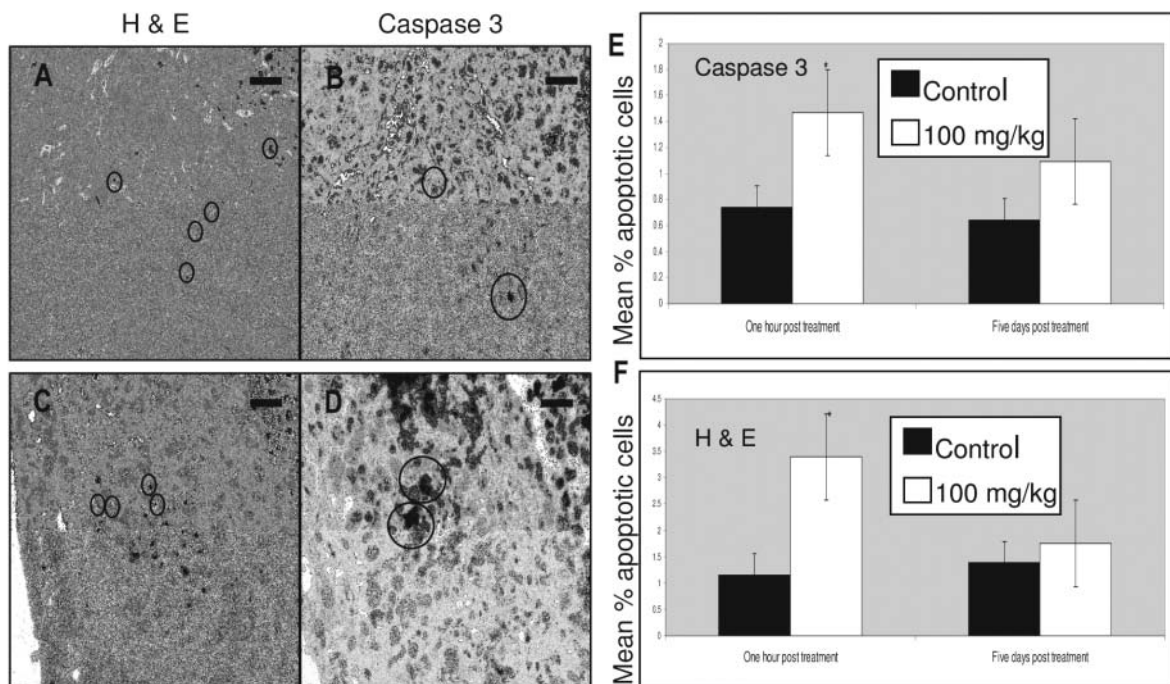 H & E
Caspase 3
A
B
C
D
E
Mean % apoptotic cells
2
1.8
1.6
1.4
1.2
1
0.8
0.6
0.4
0.2
0
Caspase 3
*
Control
100 mg/kg
One hour post treatment
Five days post treatment
F
Mean % apoptotic cells
4.5
4
3.5
3
2.5
2
1.5
1
0.5
0
H & E
*
Control
100 mg/kg
One hour post treatment
Five days post treatment